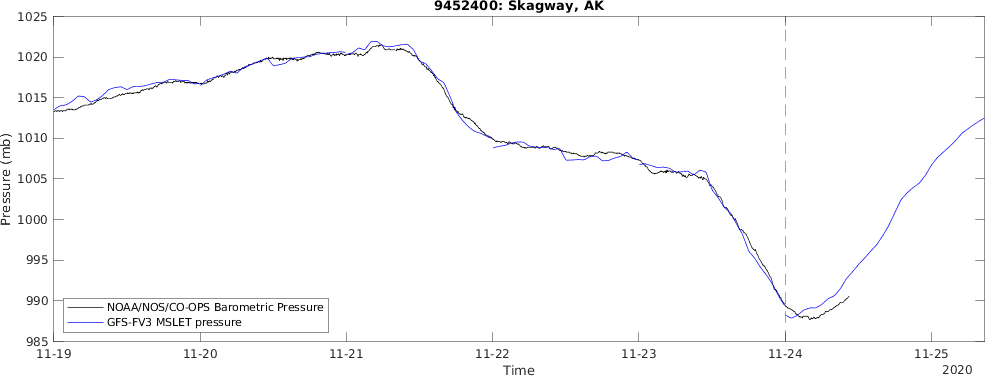 9452400: Skagway, AK
1025
1020
1015
1010
1005
1000
995
990
985
Pressure (mb)
NOAA/NOS/CO-OPS Barometric Pressure
GFS-FV3 MSLET pressure
11-19 11-20 11-21 11-22 11-23 11-24 11-25
Time
2020